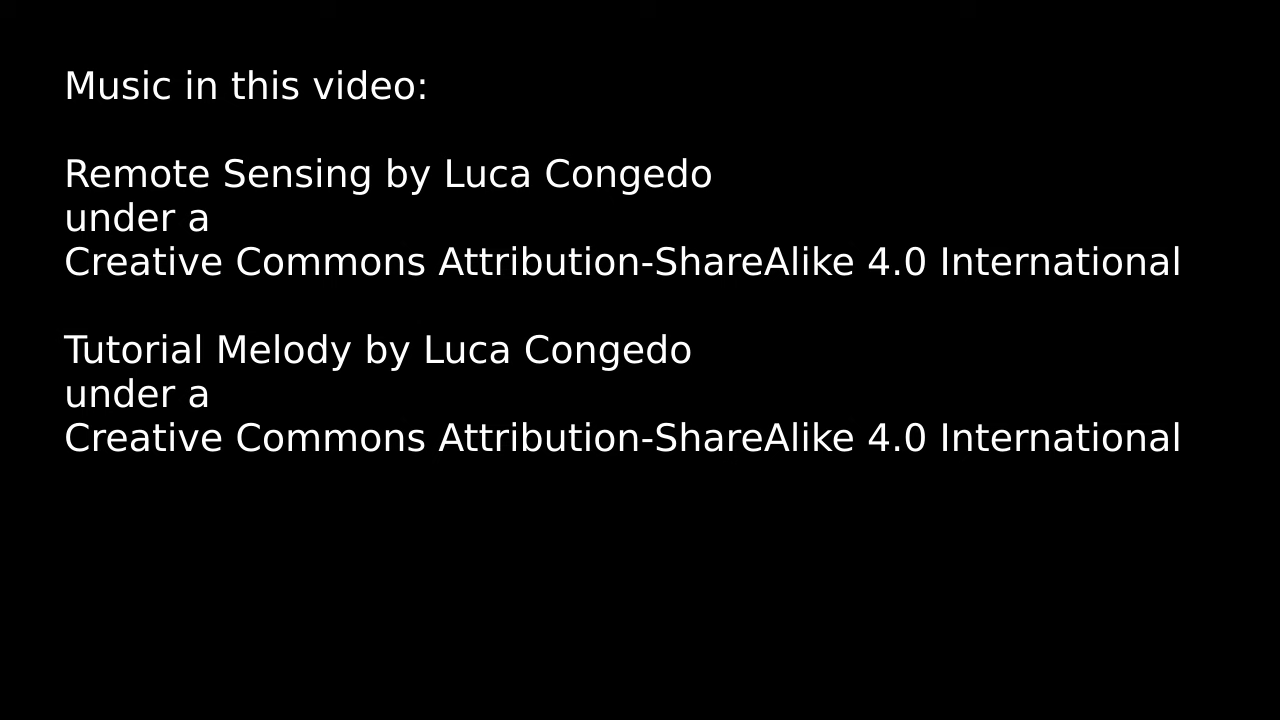 Music in this video:
Remote Sensing by Luca Congedo
under a
Creative Commons Attribution-ShareAlike 4.0 International
Tutorial Melody by Luca Congedo
under a
Creative Commons Attribution-ShareAlike 4.0 International